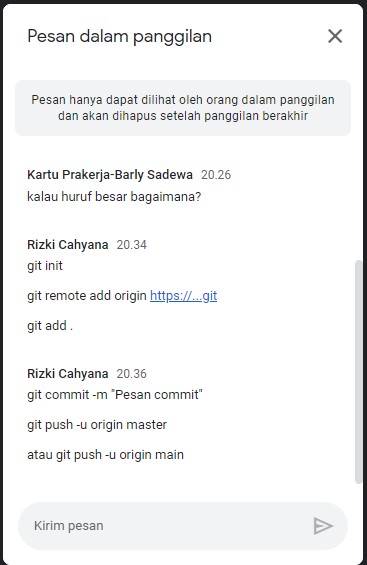 Pesan dalam panggilan
Pesan hanya dapat dilihat oleh orang dalam panggilan
dan akan dihapus setelah panggilan berakhir
Kartu Prakerja-Barly Sadewa 20.26
kalau huruf besar bagaimana?
Rizki Cahyana 20.34
git init
git remote add origin https://...git
git add .
Rizki Cahyana 20.36
git commit -m "Pesan commit"
git push -u origin master
atau git push -u origin main
Kirim pesan